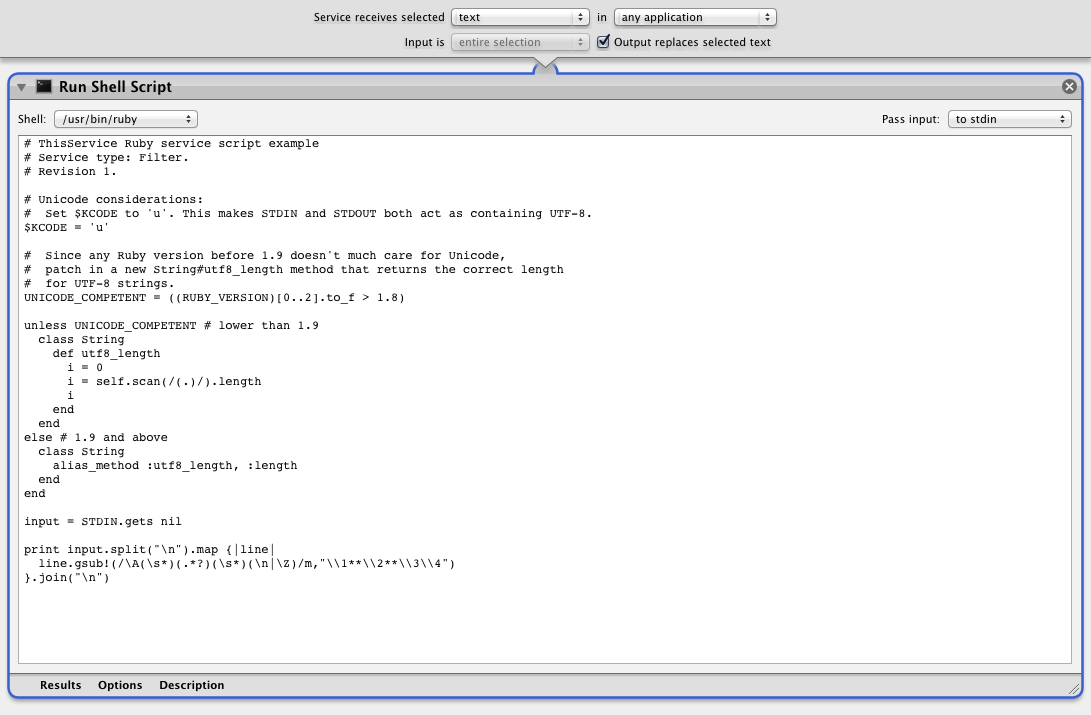 Service receives selected text in any application
Input is entire selection Output replaces selected text
Run Shell Script
Shell: /usr/bin/ruby Pass input: to stdin
# ThisService Ruby service script example
# Service type: Filter.
# Revision 1.

# Unicode considerations:
#  Set $KCODE to 'u'. This makes STDIN and STDOUT both act as containing UTF-8.
$KCODE = 'u'

#  Since any Ruby version before 1.9 doesn't much care for Unicode,
#  patch in a new String#utf8_length method that returns the correct length
#  for UTF-8 strings.
UNICODE_COMPETENT = ((RUBY_VERSION)[0..2].to_f > 1.8)

unless UNICODE_COMPETENT # lower than 1.9
  class String
    def utf8_length
      i = 0
      i = self.scan(/(.)/).length
      i
    end
  end
else # 1.9 and above
  class String
    alias_method :utf8_length, :length
  end
end

input = STDIN.gets nil

print input.split("\n").map {|line|
  line.gsub!(/\A(\s*)(.*?)(\s*)(\n|\Z)/m,"\\1**\\2**\\3\\4")
}.join("\n")
Results Options Description